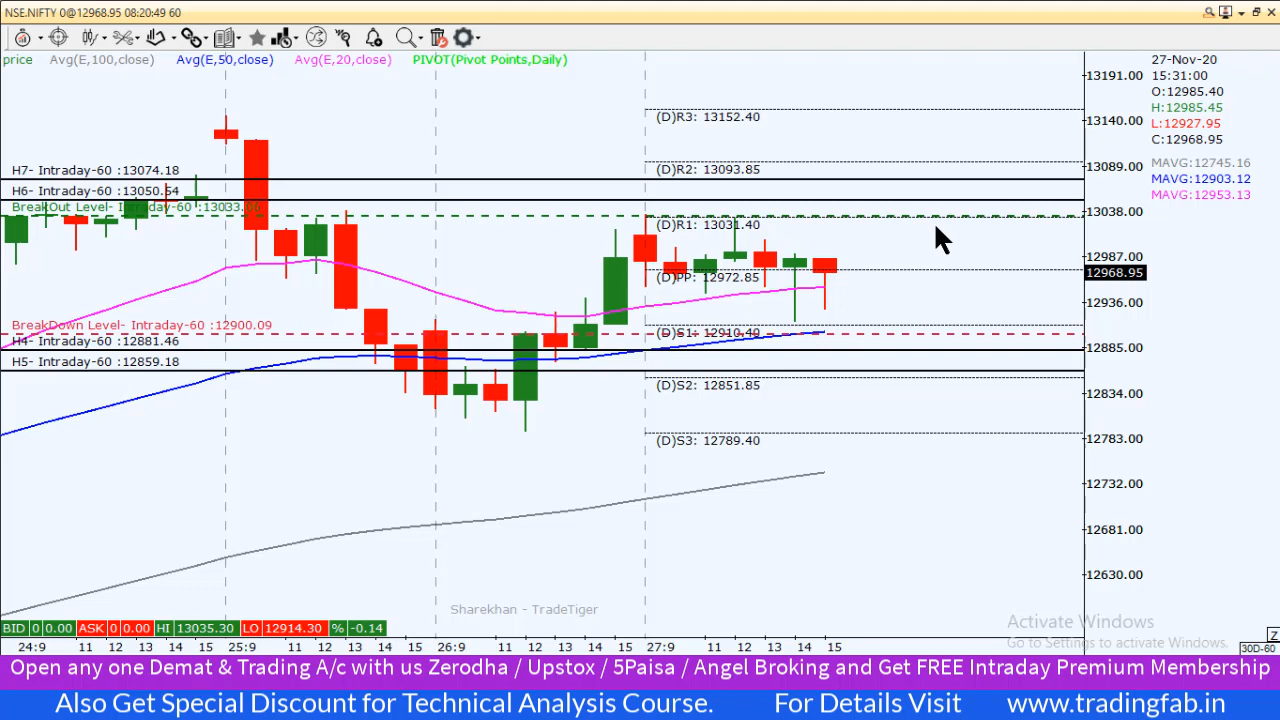 NSE.NIFTY 0@12968.95 08:20:49 60
price Avg(E,100,close) Avg(E,50,close) Avg(E,20,close) PIVOT(Pivot Points,Daily)
27-Nov-20
15:31:00
O:12985.40
H:12985.45
L:12927.95
C:12968.95
MAVG:12745.16
MAVG:12903.12
MAVG:12953.13
13191.00
13140.00
13089.00
13038.00
12987.00
12968.95
12936.00
12885.00
12834.00
12783.00
12732.00
12681.00
12630.00
(D)R3: 13152.40
(D)R2: 13093.85
(D)R1: 13031.40
(D)PP: 12972.85
(D)S1: 12910.40
(D)S2: 12851.85
(D)S3: 12789.40
H7- Intraday-60 :13074.18
H6- Intraday-60 :13050.54
BreakOut Level- Intraday-60 :13033.06
BreakDown Level- Intraday-60 :12900.09
H4- Intraday-60 :12881.46
H5- Intraday-60 :12859.18
Sharekhan - TradeTiger
Activate Windows
Go to Settings to activate Windows.
BID 0 0.00 ASK 0 0.00 HI 13035.30 LO 12914.30 % -0.14
Z
24:9 11 12 13 14 15 25:9 11 12 13 14 15 26:9 11 12 13 14 15 27:9 11 12 13 14 15
30D-60
Open any one Demat & Trading A/c with us Zerodha / Upstox / 5Paisa / Angel Broking and Get FREE Intraday Premium Membership
Also Get Special Discount for Technical Analysis Course. For Details Visit www.tradingfab.in